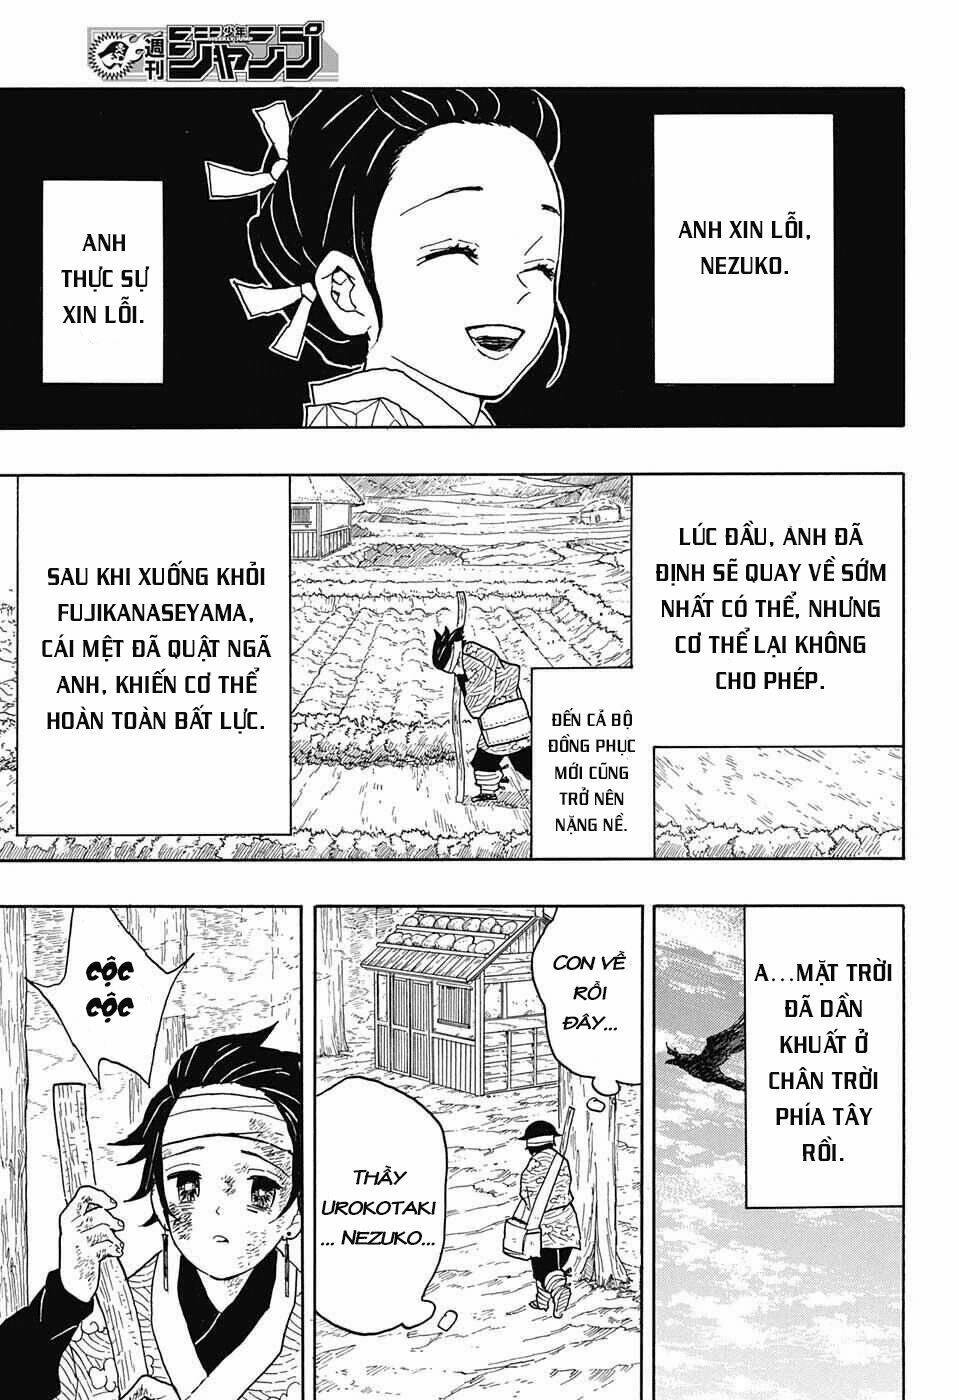 週刊
少年
ジャンプ
ANH XIN LỖI,
NEZUKO.
ANH
THỰC SỰ
XIN LỖI.
LÚC ĐẦU, ANH ĐÃ
ĐỊNH SẼ QUAY VỀ SỚM
NHẤT CÓ THỂ, NHƯNG
CƠ THỂ LẠI KHÔNG
CHO PHÉP.
ĐẾN CẢ BỘ
ĐỒNG PHỤC
MỚI CŨNG
TRỞ NÊN
NẶNG NỀ.
SAU KHI XUỐNG KHỎI
FUJIKANASEYAMA,
CÁI MỆT ĐÃ QUẬT NGÃ
ANH, KHIẾN CƠ THỂ
HOÀN TOÀN BẤT LỰC.
A...MẶT TRỜI
ĐÃ DẦN
KHUẤT Ở
CHÂN TRỜI
PHÍA TÂY
RỒI.
CON VỀ
RỒI
ĐÂY...
THẦY
UROKOTAKI
... NEZUKO...
CỘC
CỘC